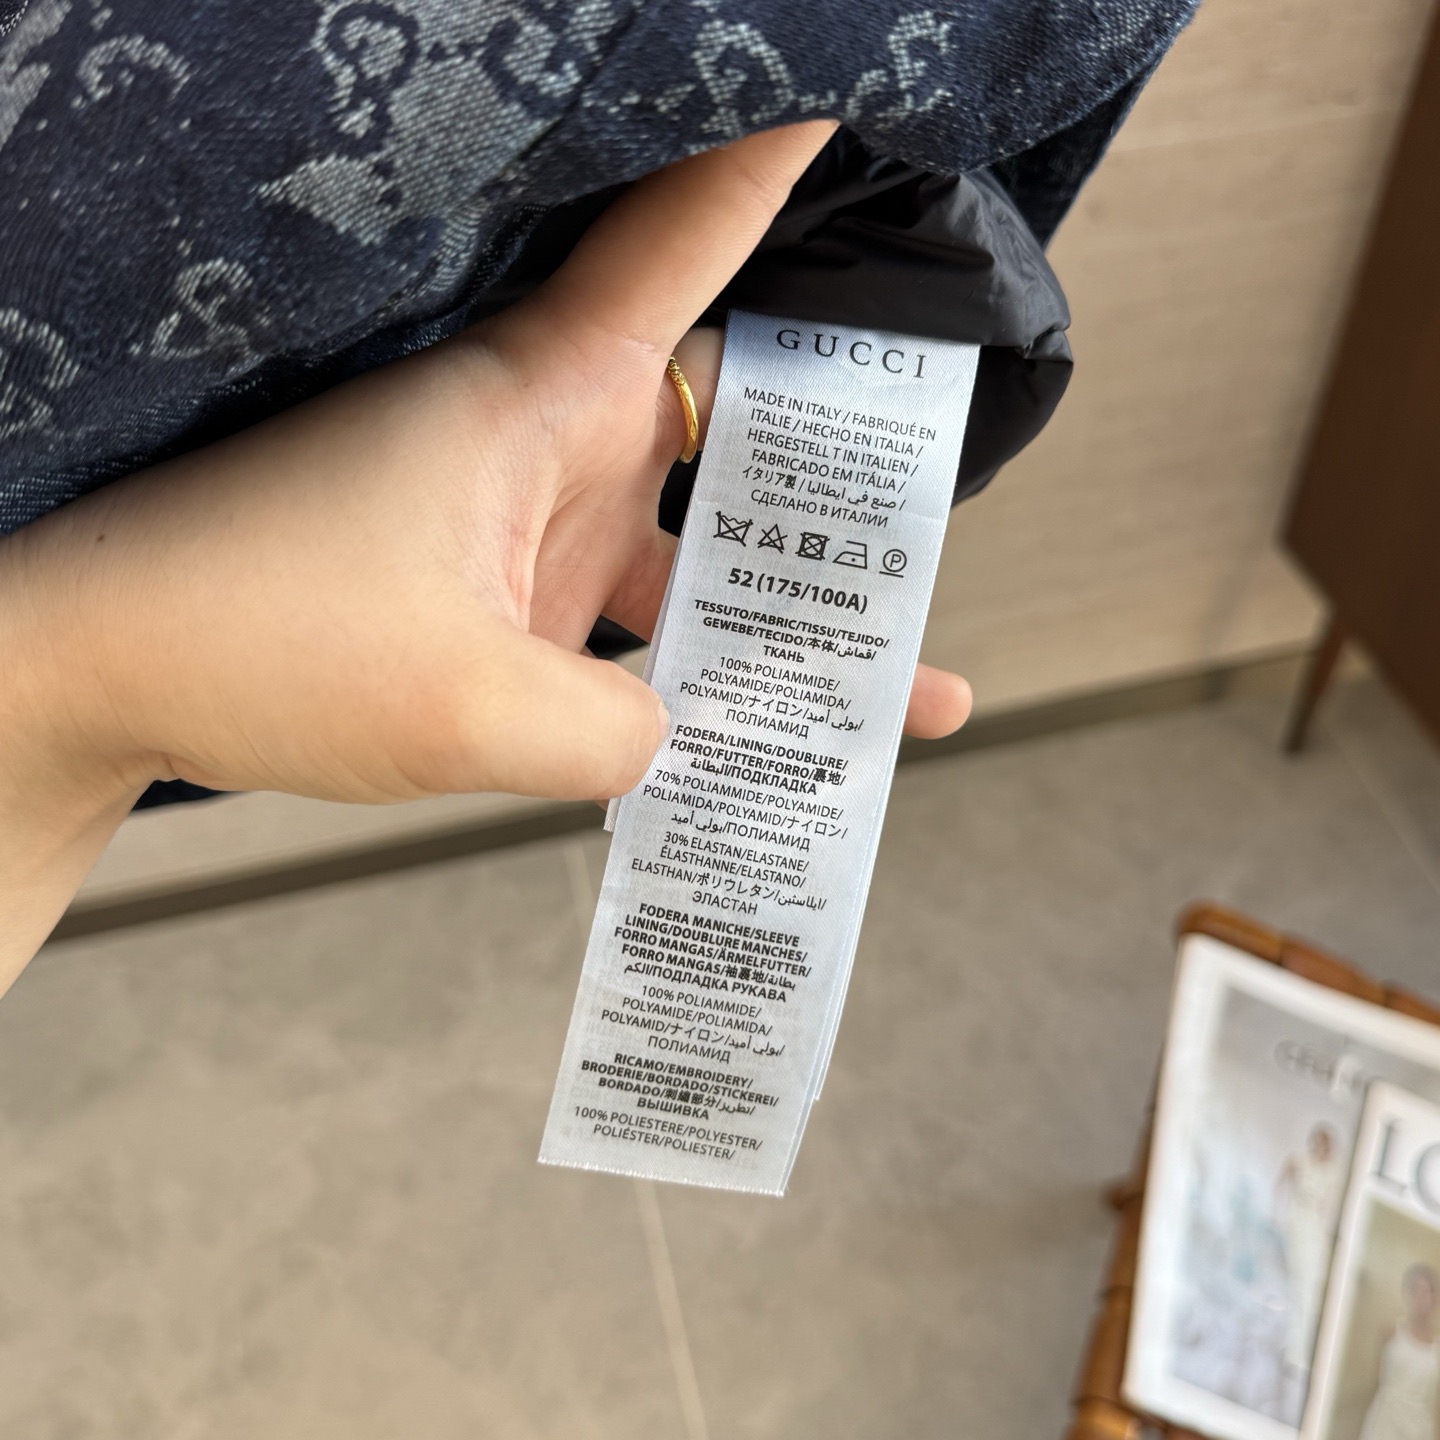 GUCCI
MADE IN ITALY / FABRIQUÉ EN
ITALIE / HECHO EN ITALIA /
HERGESTELL T IN ITALIEN /
FABRICADO EM ITÁLIA /
イタリア製 / صنع في ايطاليا /
СДЕЛАНО В ИТАЛИИ
P
52 (175/100A)
TESSUTO/FABRIC/TISSU/TEJIDO/
GEWEBE/TECIDO/本体/قماش/
ТКАНЬ
100% POLIAMMIDE/
POLYAMIDE/POLIAMIDA/
POLYAMID/ナイロン/بولي أميد/
ПОЛИАМИД
FODERA/LINING/DOUBLURE/
FORRO/FUTTER/FORRO/裏地/
البطانة/ПОДКЛАДКА
70% POLIAMMIDE/POLYAMIDE/
POLIAMIDA/POLYAMID/ナイロン/
بولي أميد/ПОЛИАМИД
30% ELASTAN/ELASTANE/
ÉLASTHANNE/ELASTANO/
ELASTHAN/ポリウレタン/ايلاستين/
ЭЛАСТАН
FODERA MANICHE/SLEEVE
LINING/DOUBLURE MANCHES/
FORRO MANGAS/ÄRMELFUTTER/
FORRO MANGAS/袖裏地/بطانة
الكم/ПОДЛАДКА РУКАВА
100% POLIAMMIDE/
POLYAMIDE/POLIAMIDA/
POLYAMID/ナイロン/بولي أميد/
ПОЛИАМИД
RICAMO/EMBROIDERY/
BRODERIE/BORDADO/STICKEREI/
BORDADO/刺繍部分/تطريز/
ВЫШИВКА
100% POLIESTERE/POLYESTER/
POLIÉSTER/POLIESTER/